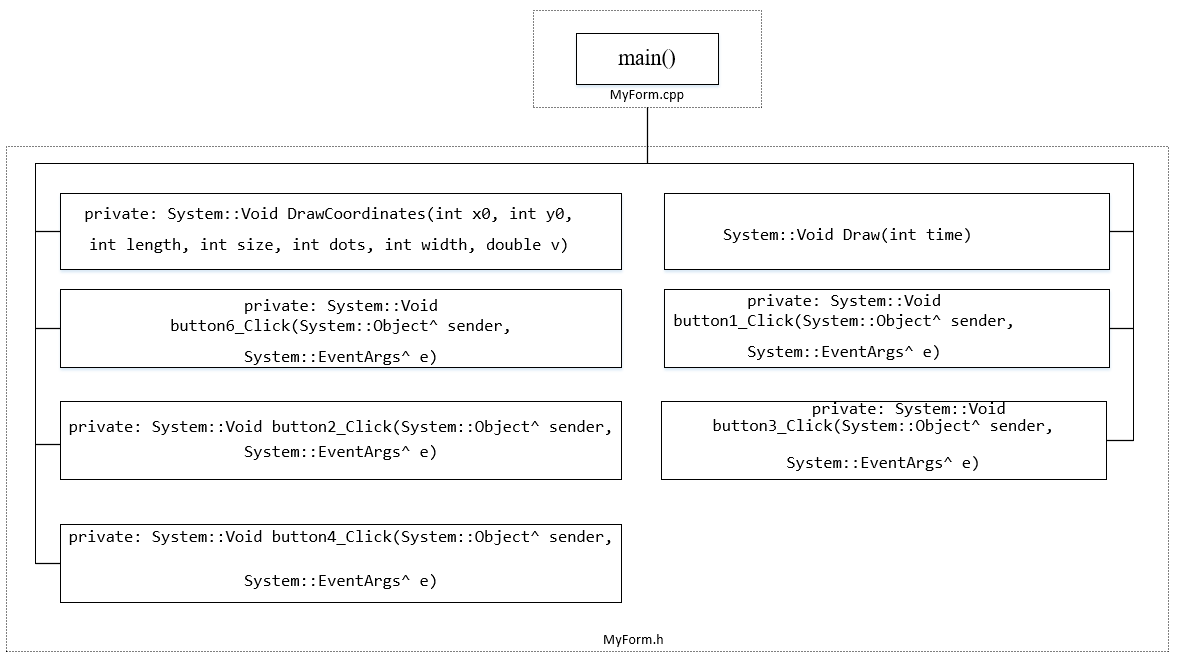 main()
MyForm.cpp
private: System::Void DrawCoordinates(int x0, int y0,
int length, int size, int dots, int width, double v)
System::Void Draw(int time)
private: System::Void
button6_Click(System::Object^ sender,
System::EventArgs^ e)
private: System::Void
button1_Click(System::Object^ sender,
System::EventArgs^ e)
private: System::Void button2_Click(System::Object^ sender,
System::EventArgs^ e)
private: System::Void
button3_Click(System::Object^ sender,
System::EventArgs^ e)
private: System::Void button4_Click(System::Object^ sender,
System::EventArgs^ e)
MyForm.h